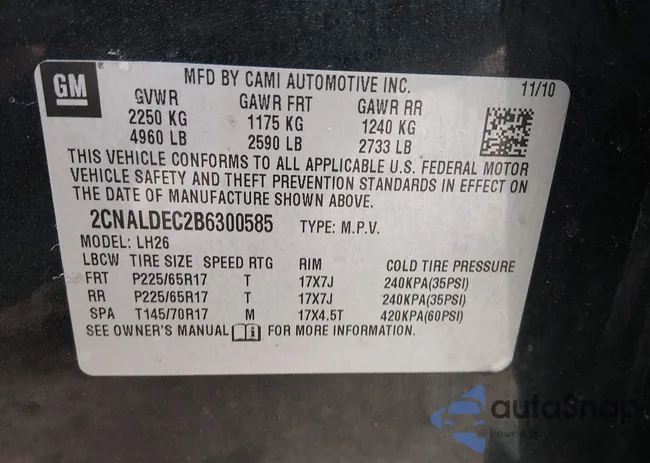 GM
MFD BY CAMI AUTOMOTIVE INC.
11/10
GVWR GAWR FRT GAWR RR
2250 KG 1175 KG 1240 KG
4960 LB 2590 LB 2733 LB
THIS VEHICLE CONFORMS TO ALL APPLICABLE U.S. FEDERAL MOTOR
VEHICLE SAFETY AND THEFT PREVENTION STANDARDS IN EFFECT ON
THE DATE OF MANUFACTURE SHOWN ABOVE.
2CNALDEC2B6300585 TYPE: M.P.V.
MODEL: LH26
LBCW TIRE SIZE SPEED RTG RIM COLD TIRE PRESSURE
FRT P225/65R17 T 17X7J 240KPA(35PSI)
RR P225/65R17 T 17X7J 240KPA(35PSI)
SPA T145/70R17 M 17X4.5T 420KPA(60PSI)
SEE OWNER'S MANUAL FOR MORE INFORMATION.
autoSnap